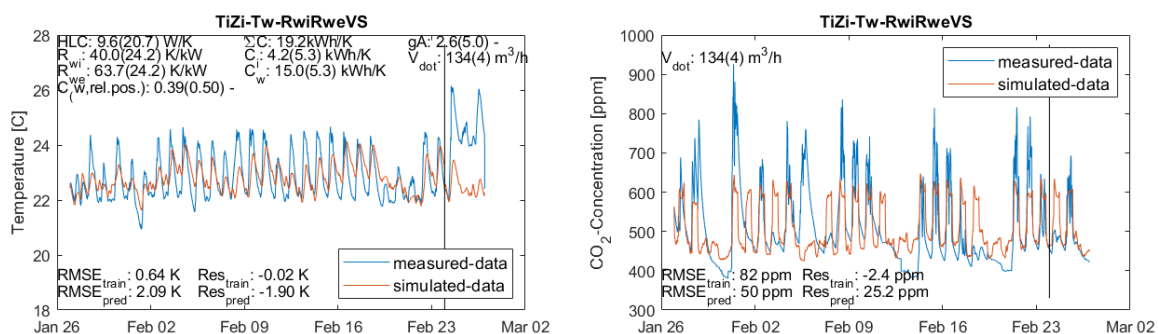 TiZi-Tw-RwiRweVS
HLC: 9.6(20.7) W/K ΣC: 19.2kWh/K gA: 2.6(5.0) -
R_wi: 40.0(24.2) K/kW C_i: 4.2(5.3) kWh/K V_dot: 134(4) m^3/h
R_we: 63.7(24.2) K/kW C_w: 15.0(5.3) kWh/K
C_(w,rel.pos.): 0.39(0.50) -
28
26
24
22
20
18
Temperature [C]
RMSE_train: 0.64 K Res_train: -0.02 K
RMSE_pred: 2.09 K Res_pred: -1.90 K
measured-data
simulated-data
Jan 26 Feb 02 Feb 09 Feb 16 Feb 23 Mar 02
TiZi-Tw-RwiRweVS
V_dot: 134(4) m^3/h
measured-data
simulated-data
1000
900
800
700
600
500
400
300
CO_2-Concentration [ppm]
RMSE_train: 82 ppm Res_train: -2.4 ppm
RMSE_pred: 50 ppm Res_pred: 25.2 ppm
Jan 26 Feb 02 Feb 09 Feb 16 Feb 23 Mar 02